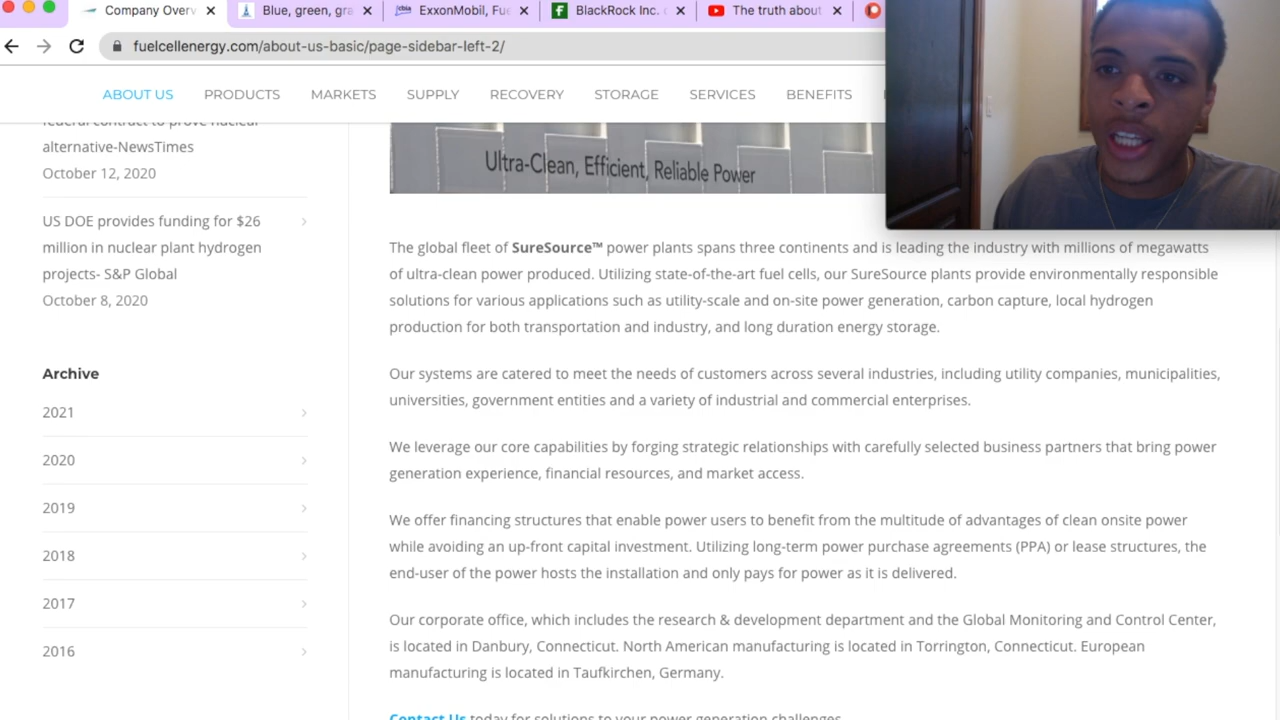 Company Overv
Blue, green, gra
ExxonMobil, Fue
BlackRock Inc. c
The truth about
fuelcellenergy.com/about-us-basic/page-sidebar-left-2/
ABOUT US PRODUCTS MARKETS SUPPLY RECOVERY STORAGE SERVICES BENEFITS
federal contract to prove nuclear
alternative-NewsTimes
October 12, 2020
US DOE provides funding for $26
million in nuclear plant hydrogen
projects- S&P Global
October 8, 2020
Archive
2021
2020
2019
2018
2017
2016
Ultra-Clean, Efficient, Reliable Power
The global fleet of SureSource™ power plants spans three continents and is leading the industry with millions of megawatts
of ultra-clean power produced. Utilizing state-of-the-art fuel cells, our SureSource plants provide environmentally responsible
solutions for various applications such as utility-scale and on-site power generation, carbon capture, local hydrogen
production for both transportation and industry, and long duration energy storage.
Our systems are catered to meet the needs of customers across several industries, including utility companies, municipalities,
universities, government entities and a variety of industrial and commercial enterprises.
We leverage our core capabilities by forging strategic relationships with carefully selected business partners that bring power
generation experience, financial resources, and market access.
We offer financing structures that enable power users to benefit from the multitude of advantages of clean onsite power
while avoiding an up-front capital investment. Utilizing long-term power purchase agreements (PPA) or lease structures, the
end-user of the power hosts the installation and only pays for power as it is delivered.
Our corporate office, which includes the research & development department and the Global Monitoring and Control Center,
is located in Danbury, Connecticut. North American manufacturing is located in Torrington, Connecticut. European
manufacturing is located in Taufkirchen, Germany.
Contact Us today for solutions to your power generation challenges.